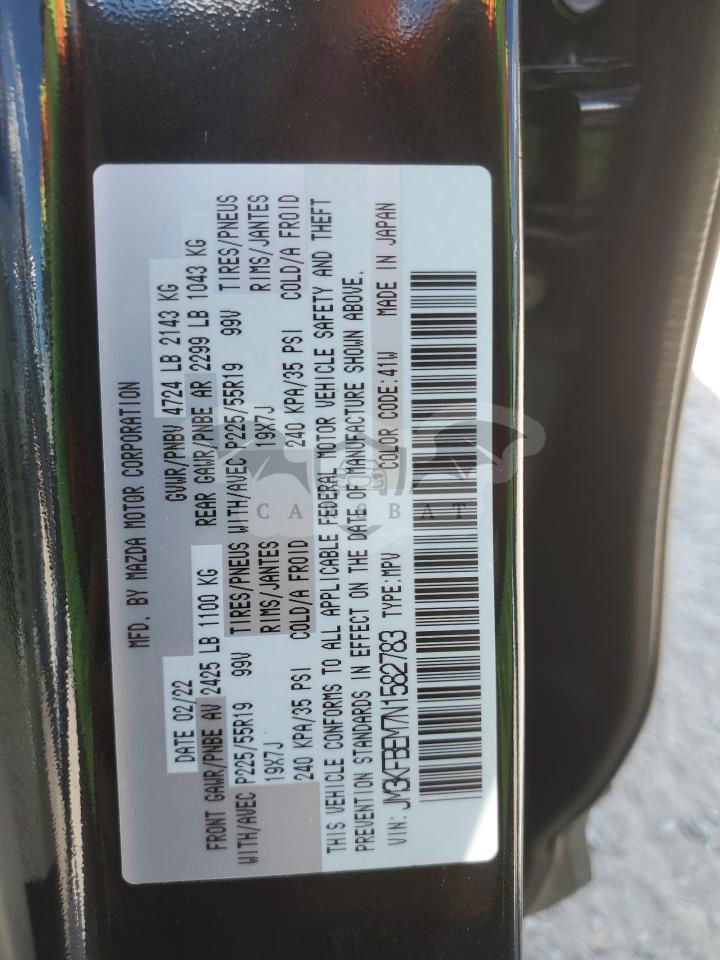 MFD. BY MAZDA MOTOR CORPORATION
DATE 02/22 GVWR/PNBV 4724 LB 2143 KG
FRONT GAWR/PNBE AV 2425 LB 1100 KG REAR GAWR/PNBE AR 2299 LB 1043 KG
WITH/AVEC P225/55R19 99V TIRES/PNEUS WITH/AVEC P225/55R19 99V TIRES/PNEUS
19X7J RIMS/JANTES 19X7J RIMS/JANTES
240 KPA/35 PSI COLD/A FROID 240 KPA/35 PSI COLD/A FROID
THIS VEHICLE CONFORMS TO ALL APPLICABLE FEDERAL MOTOR VEHICLE SAFETY AND THEFT
PREVENTION STANDARDS IN EFFECT ON THE DATE OF MANUFACTURE SHOWN ABOVE.
VIN: JM3KFBEM7N1582783 TYPE:MPV COLOR CODE:41W MADE IN JAPAN